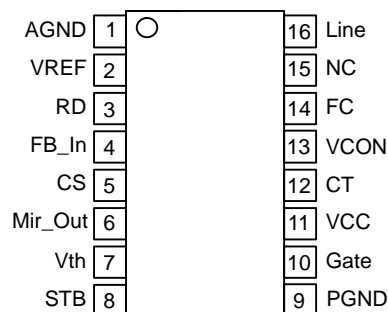 AGND 1 16 Line
VREF 2 15 NC
RD 3 14 FC
FB_In 4 13 VCON
CS 5 12 CT
Mir_Out 6 11 VCC
Vth 7 10 Gate
STB 8 9 PGND